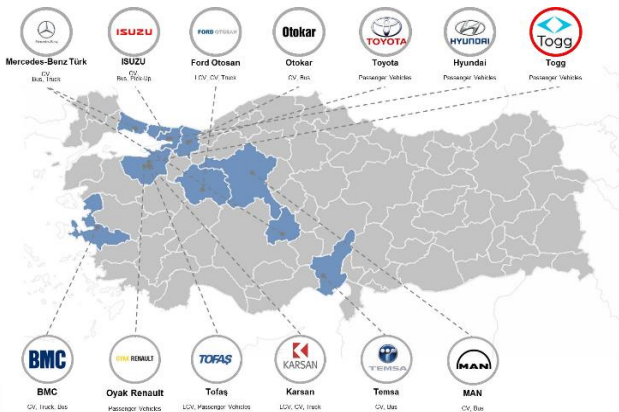 Mercedes-Benz
ISUZU
FORD OTOSAN
Otokar
TOYOTA
HYUNDAI
Togg
Mercedes-Benz Türk
ISUZU
Ford Otosan
Otokar
Toyota
Hyundai
Togg
CV
Bus, Truck
CV
Bus, Pick-Up
LCV, CV, Truck
CV, Bus
Passenger Vehicles
Passenger Vehicles
Passenger Vehicles
BMC
OYAK RENAULT
TOFAŞ
KARSAN
TEMSA
MAN
BMC
Oyak Renault
Tofaş
Karsan
Temsa
MAN
CV, Truck, Bus
Passenger Vehicles
LCV, Passenger Vehicles
LCV, CV, Truck
CV, Bus
CV, Bus